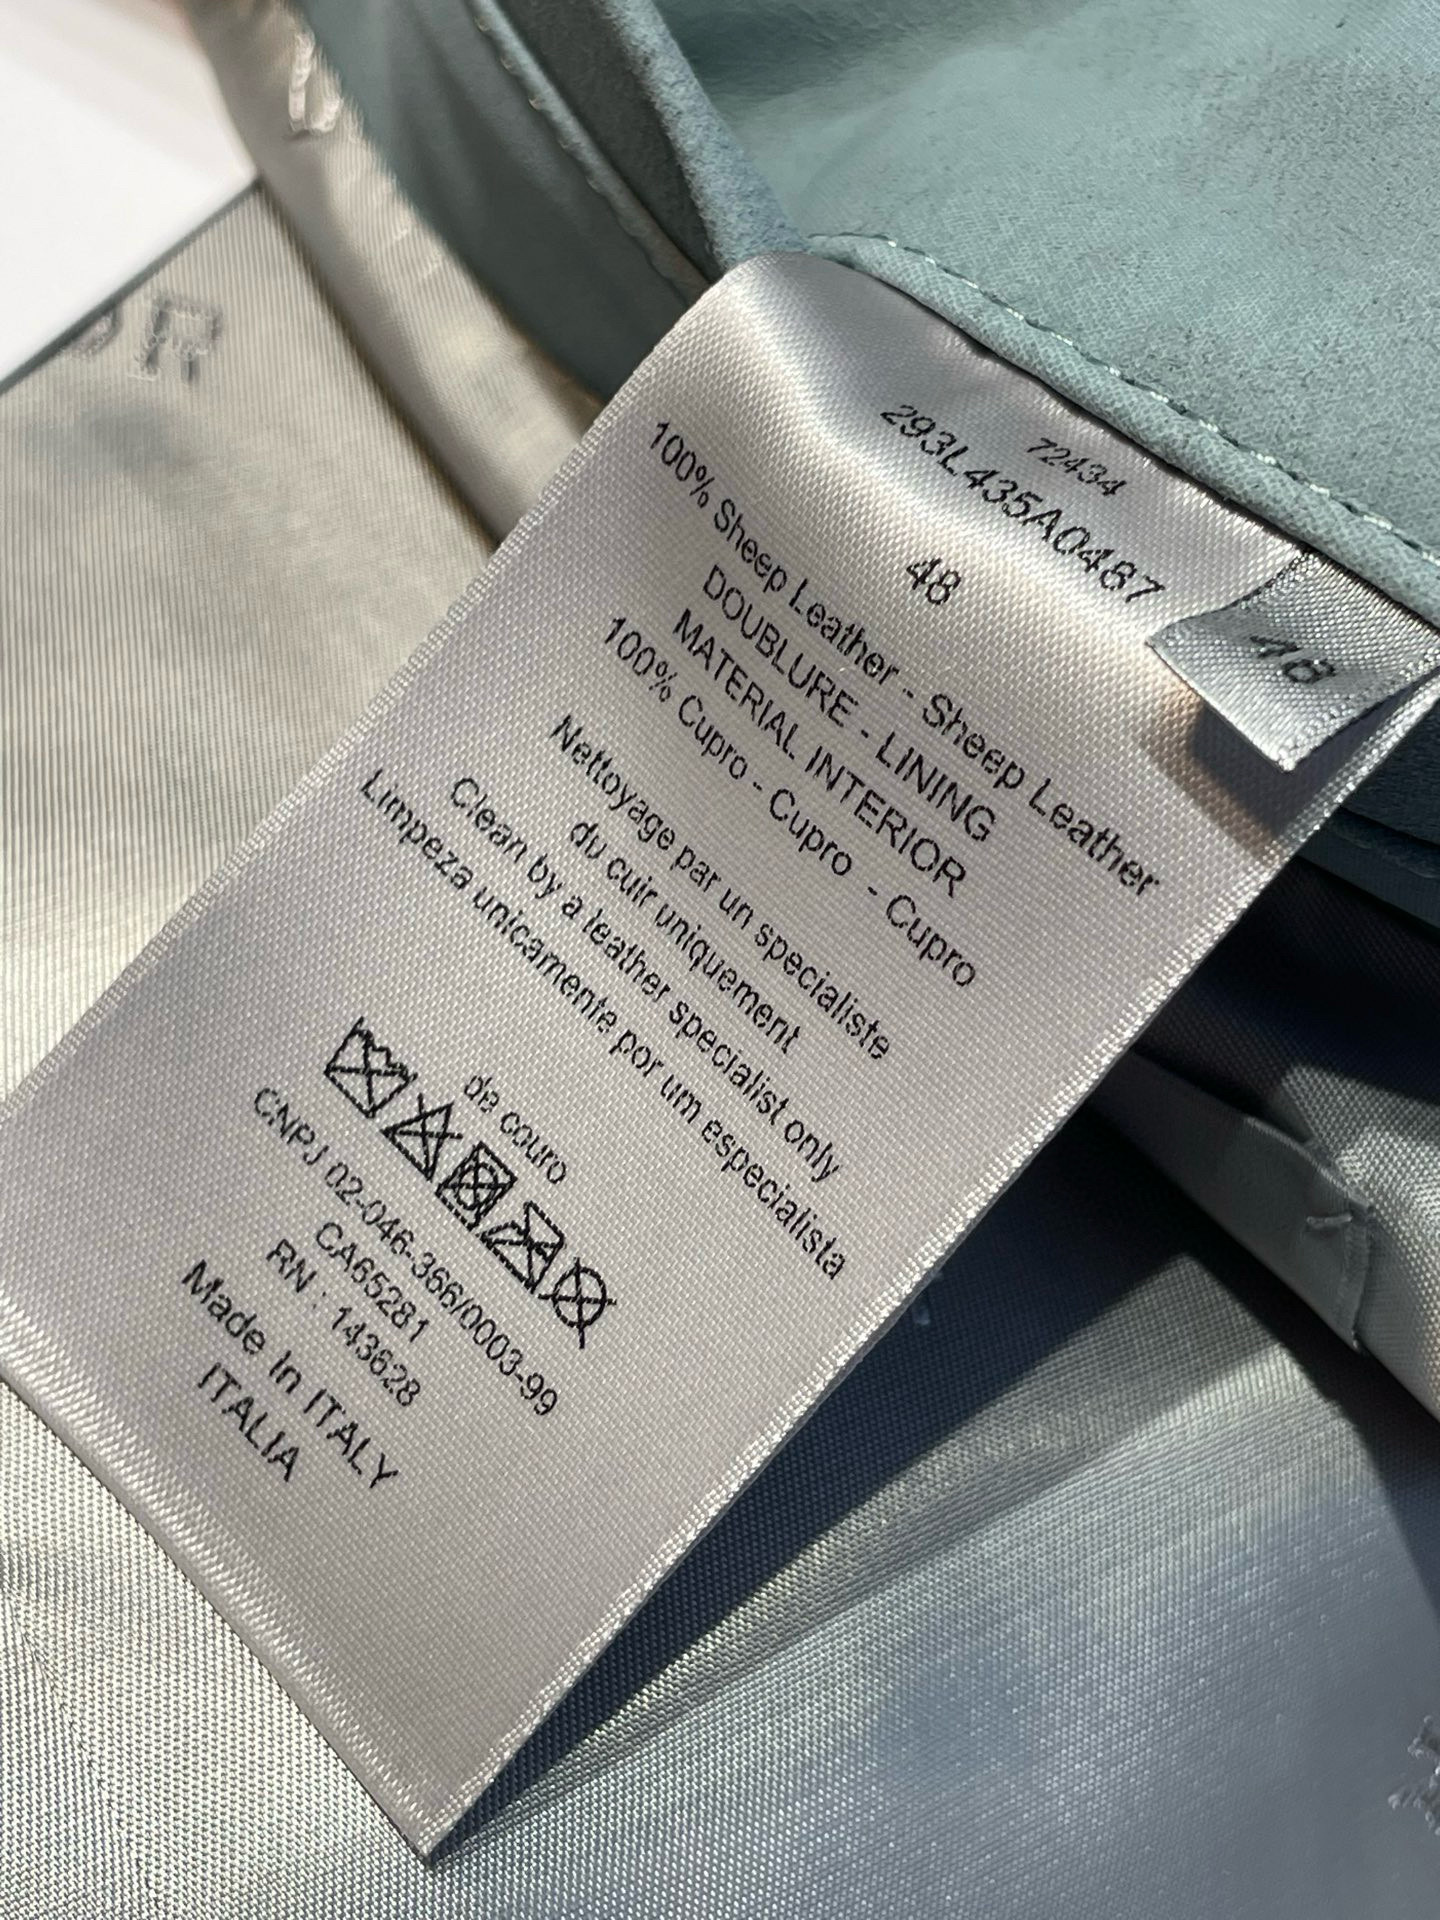 72434
293L435A0487
48
48
100% Sheep Leather - Sheep Leather
DOUBLURE - LINING
MATERIAL INTERIOR
100% Cupro - Cupro - Cupro
Nettoyage par un specialiste
du cuir uniquement
Clean by a leather specialist only
Limpeza unicamente por um especialista
de couro
CNPJ 02-046-366/0003-99
CA65281
RN : 143628
Made In ITALY
ITALIA